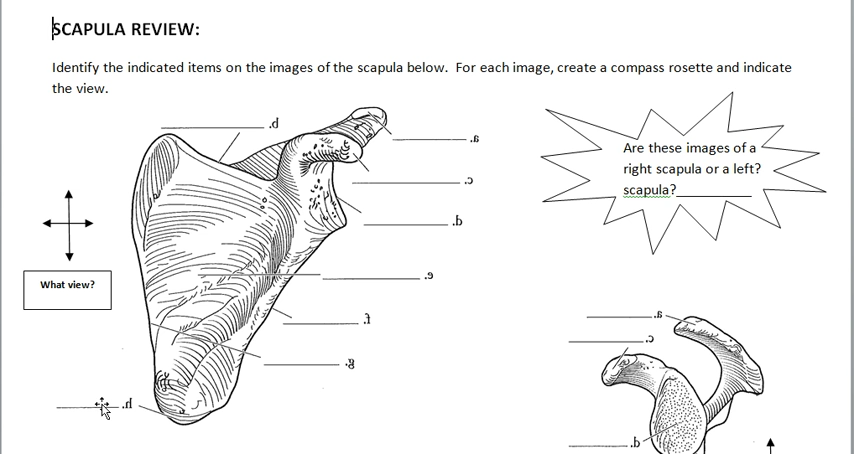 SCAPULA REVIEW:
Identify the indicated items on the images of the scapula below. For each image, create a compass rosette and indicate
the view.
b.
a.
c.
d.
e.
f.
g.
h.
What view?
Are these images of a
right scapula or a left?
scapula?
a.
c.
d.